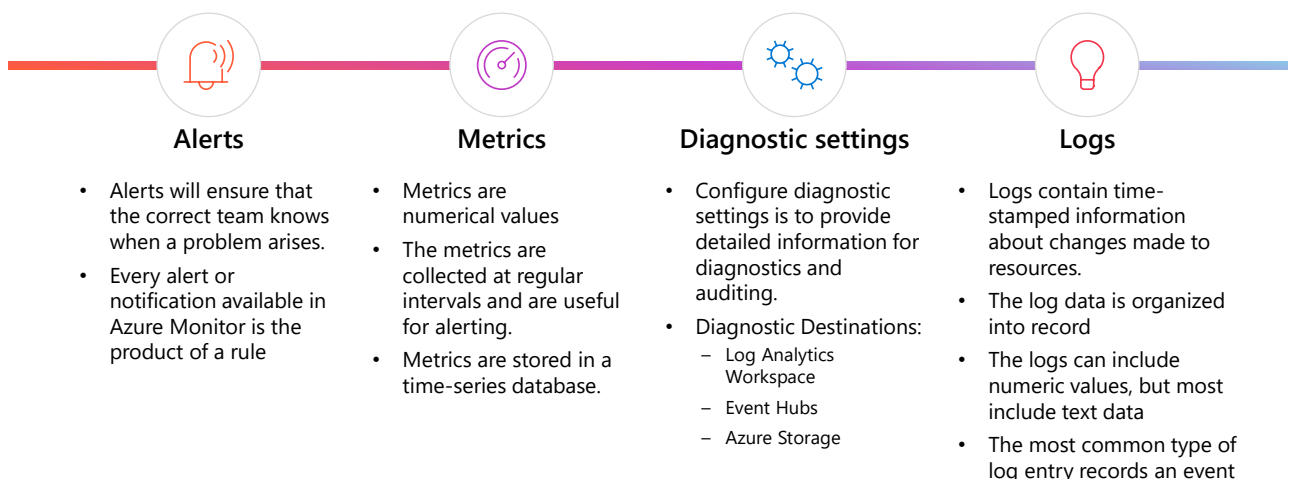 Alerts
• Alerts will ensure that
the correct team knows
when a problem arises.
• Every alert or
notification available in
Azure Monitor is the
product of a rule
Metrics
• Metrics are
numerical values
• The metrics are
collected at regular
intervals and are useful
for alerting.
• Metrics are stored in a
time-series database.
Diagnostic settings
• Configure diagnostic
settings is to provide
detailed information for
diagnostics and
auditing.
• Diagnostic Destinations:
– Log Analytics
Workspace
– Event Hubs
– Azure Storage
Logs
• Logs contain time-
stamped information
about changes made to
resources.
• The log data is organized
into record
• The logs can include
numeric values, but most
include text data
• The most common type of
log entry records an event